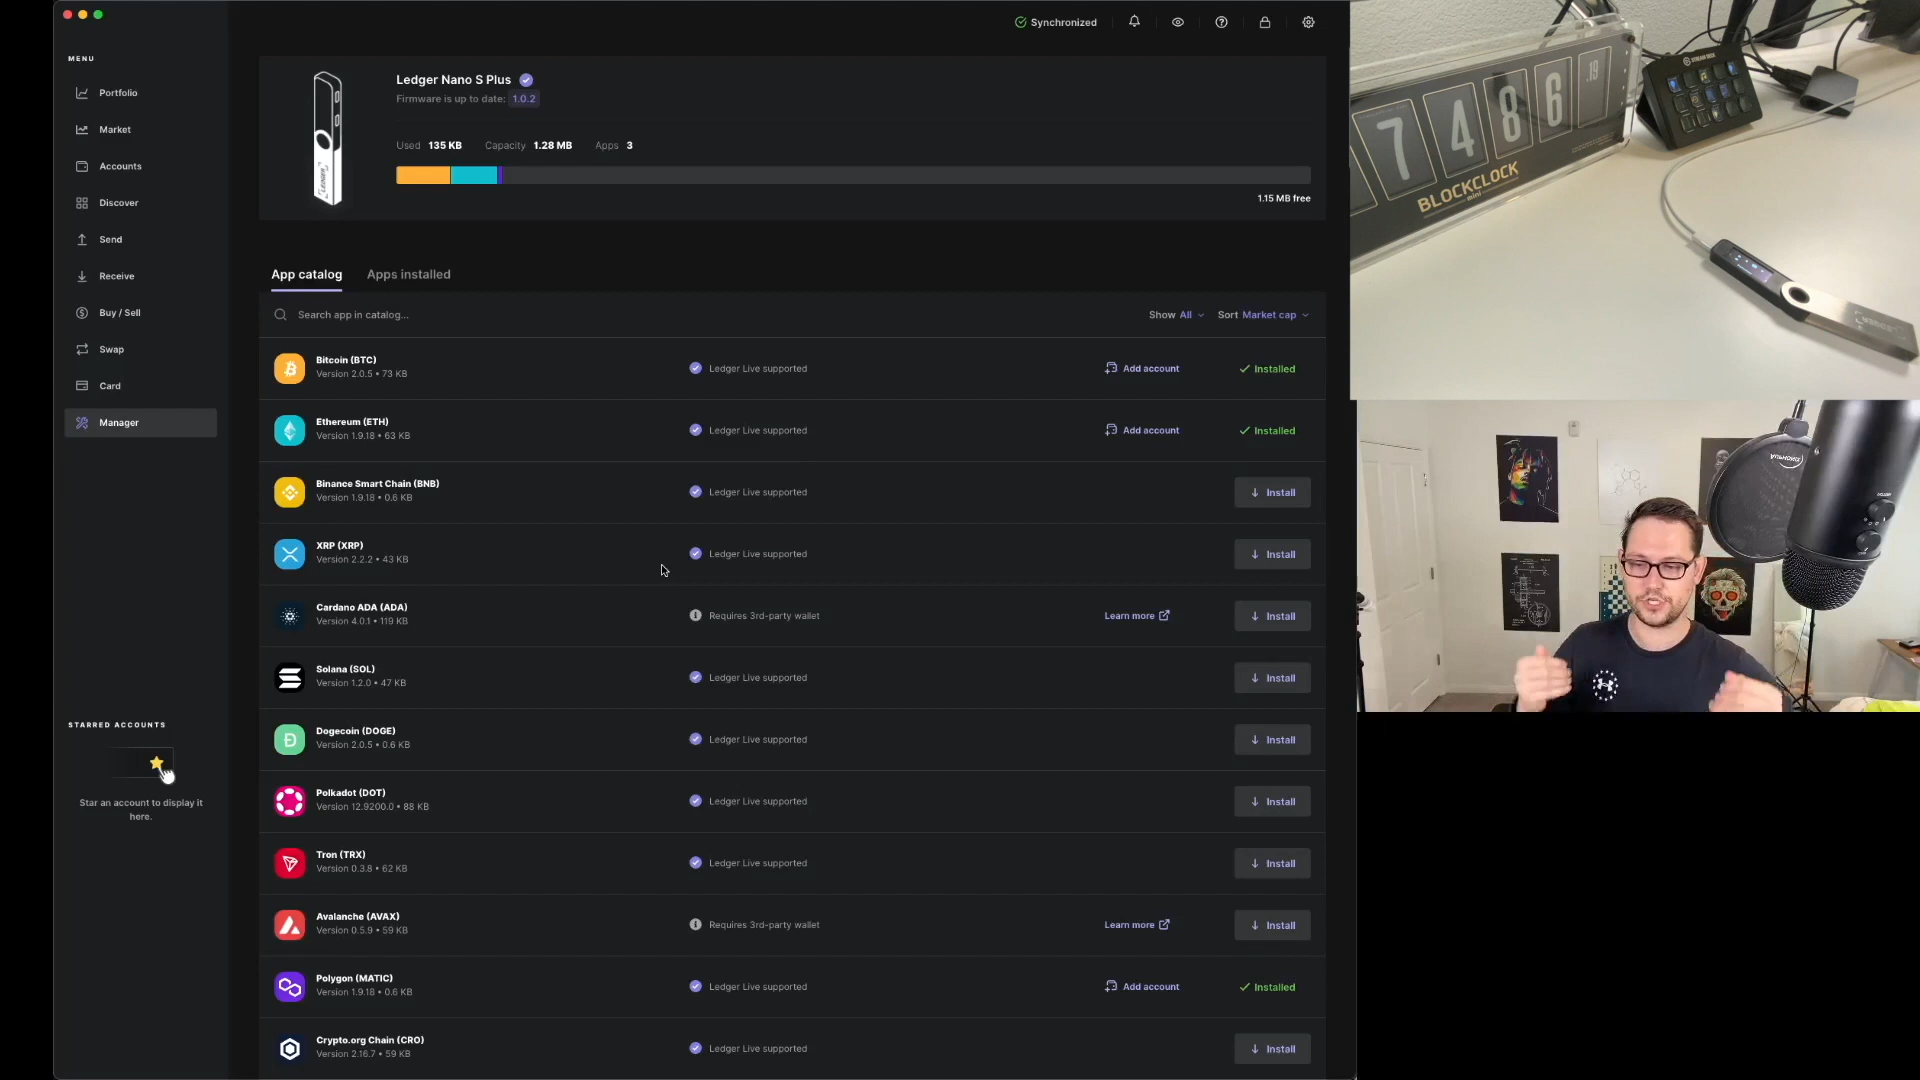 Synchronized
MENU
Portfolio
Market
Accounts
Discover
Send
Receive
Buy / Sell
Swap
Card
Manager
STARRED ACCOUNTS
Star an account to display it
here.
Ledger Nano S Plus
Firmware is up to date: 1.0.2
Used 135 KB Capacity 1.28 MB Apps 3
1.15 MB free
App catalog Apps installed
Search app in catalog... Show All Sort Market cap
Bitcoin (BTC)
Version 2.0.5 • 73 KB
Ledger Live supported Add account Installed
Ethereum (ETH)
Version 1.9.18 • 63 KB
Ledger Live supported Add account Installed
Binance Smart Chain (BNB)
Version 1.9.18 • 0.6 KB
Ledger Live supported Install
XRP (XRP)
Version 2.2.2 • 43 KB
Ledger Live supported Install
Cardano ADA (ADA)
Version 4.0.1 • 119 KB
Requires 3rd-party wallet Learn more Install
Solana (SOL)
Version 1.2.0 • 47 KB
Ledger Live supported Install
Dogecoin (DOGE)
Version 2.0.5 • 0.6 KB
Ledger Live supported Install
Polkadot (DOT)
Version 12.9200.0 • 88 KB
Ledger Live supported Install
Tron (TRX)
Version 0.3.8 • 62 KB
Ledger Live supported Install
Avalanche (AVAX)
Version 0.5.9 • 59 KB
Requires 3rd-party wallet Learn more Install
Polygon (MATIC)
Version 1.9.18 • 0.6 KB
Ledger Live supported Add account Installed
Crypto.org Chain (CRO)
Version 2.16.7 • 59 KB
Ledger Live supported Install
7 4 8 6 .19
BLOCKCLOCK
mini
STREAM DECK
LEDGER